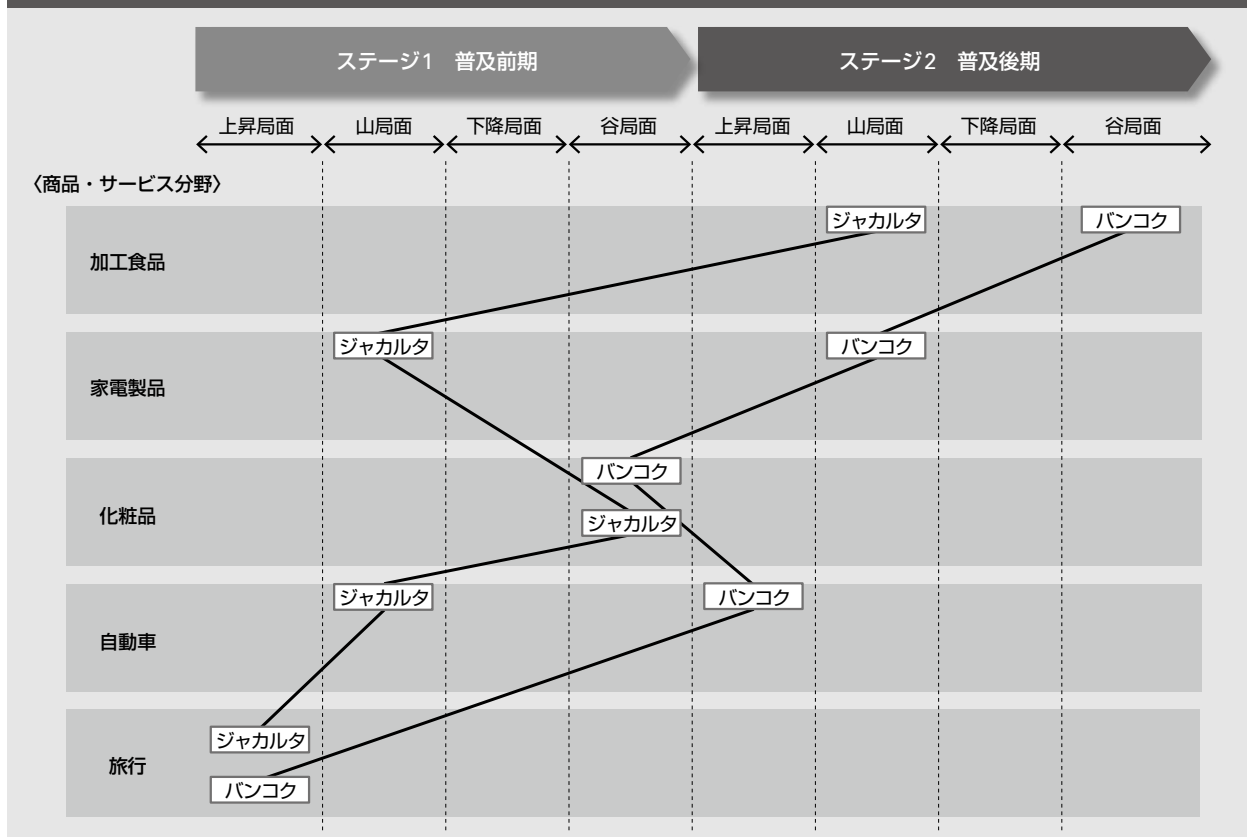 ステージ1　普及前期
ステージ2　普及後期
上昇局面
山局面
下降局面
谷局面
上昇局面
山局面
下降局面
谷局面
〈商品・サービス分野〉
加工食品
ジャカルタ
バンコク
家電製品
ジャカルタ
バンコク
化粧品
バンコク
ジャカルタ
自動車
ジャカルタ
バンコク
旅行
ジャカルタ
バンコク